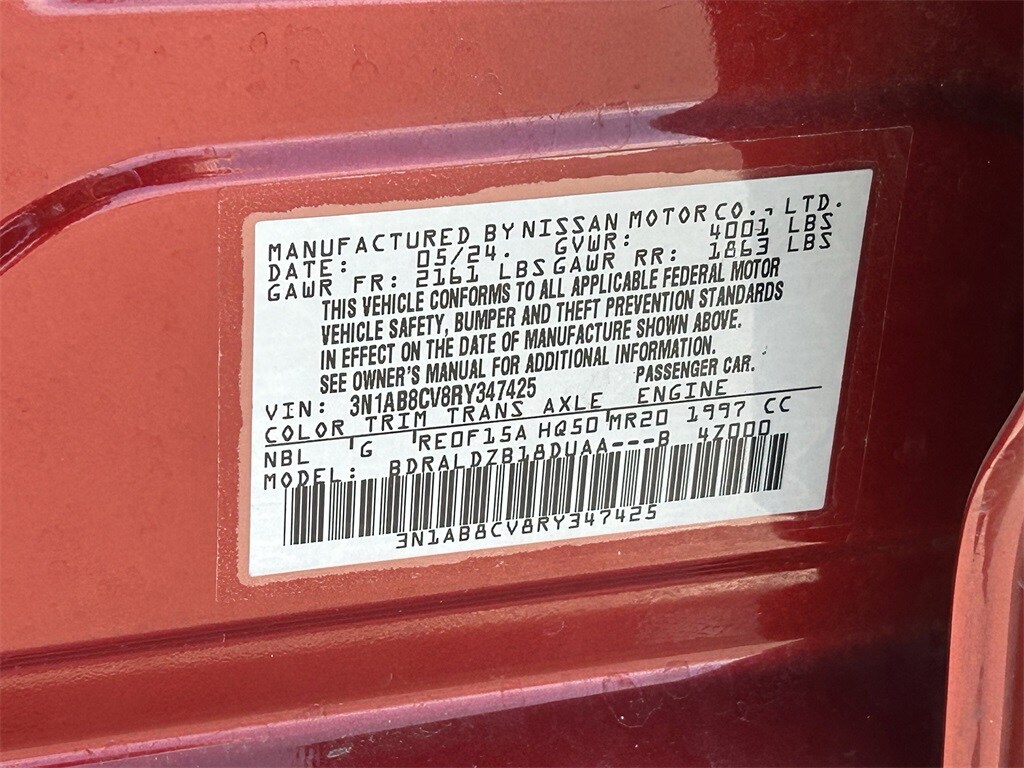 MANUFACTURED BY NISSAN MOTOR CO., LTD.
DATE: 05/24. GVWR: 4001 LBS
GAWR FR: 2161 LBS GAWR RR: 1863 LBS
THIS VEHICLE CONFORMS TO ALL APPLICABLE FEDERAL MOTOR
VEHICLE SAFETY, BUMPER AND THEFT PREVENTION STANDARDS
IN EFFECT ON THE DATE OF MANUFACTURE SHOWN ABOVE.
SEE OWNER'S MANUAL FOR ADDITIONAL INFORMATION.
PASSENGER CAR.
VIN: 3N1AB8CV8RY347425
COLOR TRIM TRANS AXLE ENGINE
NBL G RE0F15A HQ50 MR20 1997 CC
MODEL: BDRALDZB18DUAA---B 47000
3N1AB8CV8RY347425